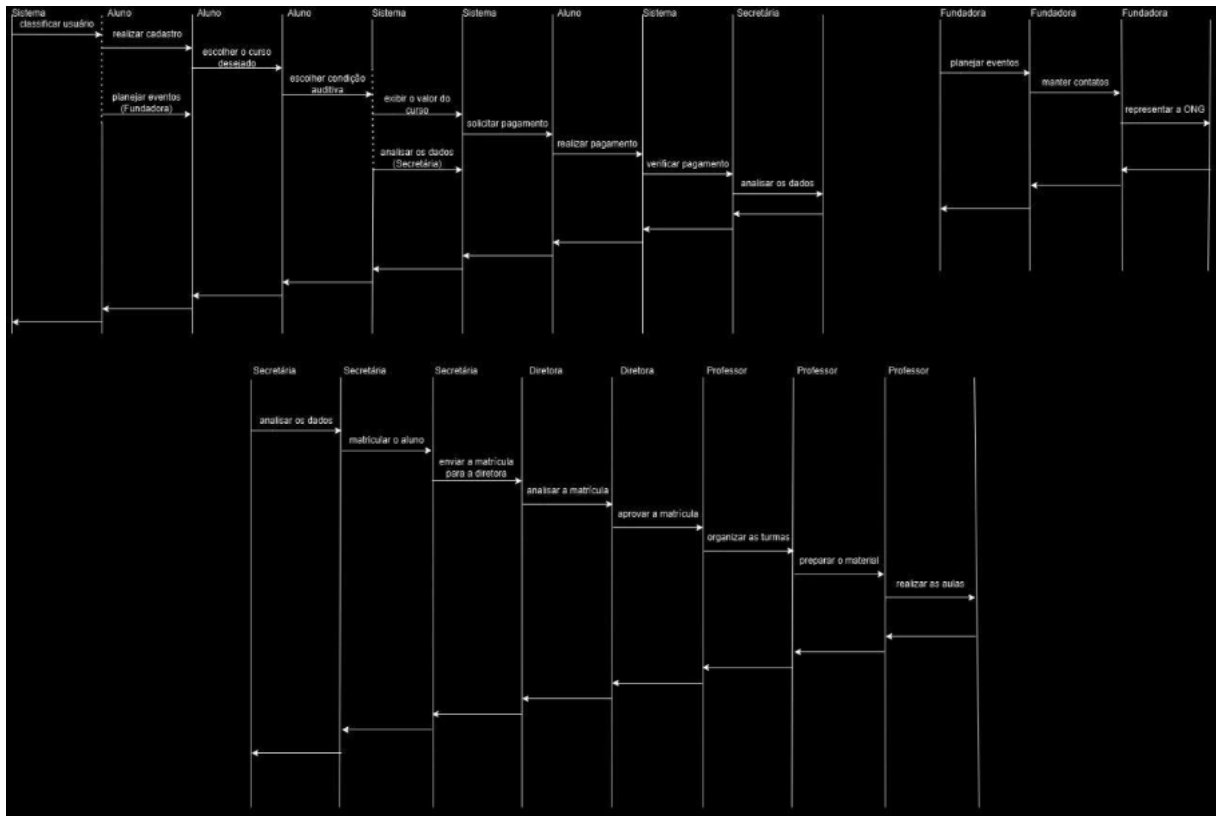 Sistema
Aluno
Aluno
Aluno
Sistema
Sistema
Aluno
Sistema
Secretária
classificar usuário
realizar cadastro
escolher o curso
desejado
escolher condição
auditiva
planejar eventos
(Fundadora)
exibir o valor do
curso
solicitar pagamento
realizar pagamento
analisar os dados
(Secretária)
verificar pagamento
analisar os dados
Fundadora
Fundadora
Fundadora
planejar eventos
manter contatos
representar a ONG
Secretária
Secretária
Secretária
Diretora
Diretora
Professor
Professor
Professor
analisar os dados
matricular o aluno
enviar a matrícula
para a diretora
analisar a matrícula
aprovar a matrícula
organizar as turmas
preparar o material
realizar as aulas